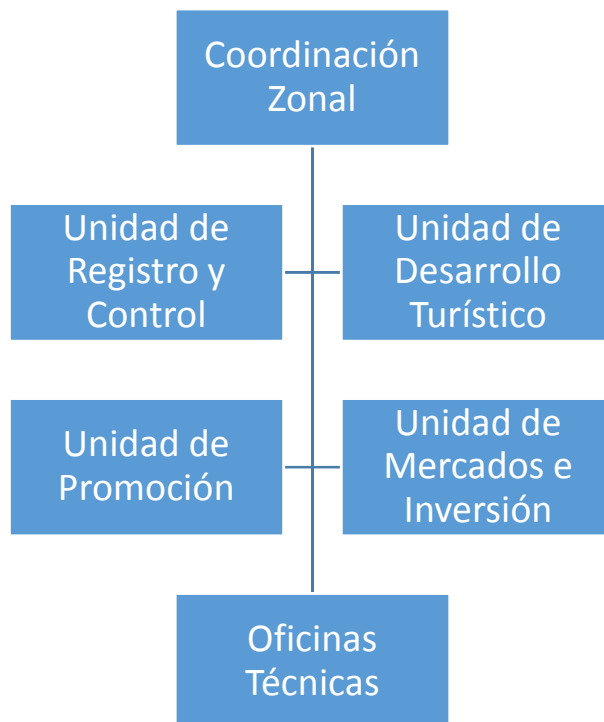 Coordinación
Zonal
Unidad de
Registro y
Control
Unidad de
Desarrollo
Turístico
Unidad de
Promoción
Unidad de
Mercados e
Inversión
Oficinas
Técnicas